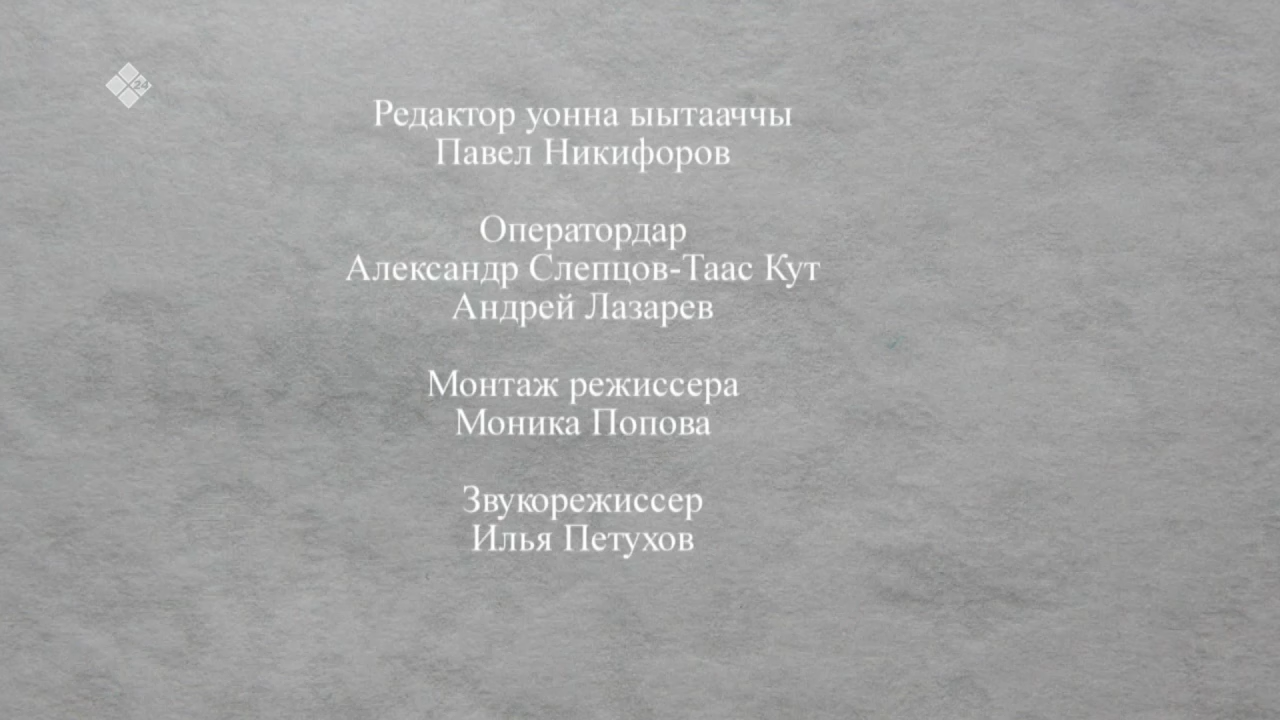 24
Редактор уонна ыытааччы
Павел Никифоров
Оператордар
Александр Слепцов-Таас Кут
Андрей Лазарев
Монтаж режиссера
Моника Попова
Звукорежиссер
Илья Петухов